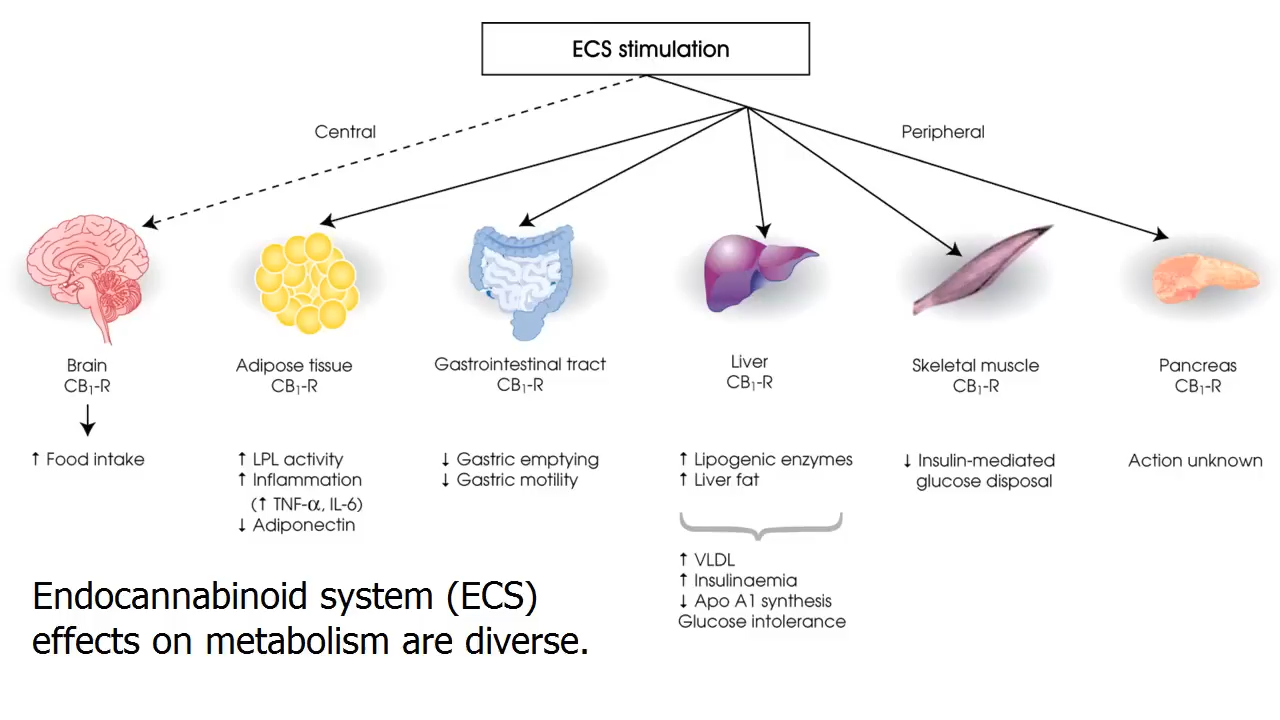 ECS stimulation
Central
Peripheral
Brain
CB₁-R
↑ Food intake
Adipose tissue
CB₁-R
↑ LPL activity
↑ Inflammation
(↑ TNF-α, IL-6)
↓ Adiponectin
Gastrointestinal tract
CB₁-R
↓ Gastric emptying
↓ Gastric motility
Liver
CB₁-R
↑ Lipogenic enzymes
↑ Liver fat
↑ VLDL
↑ Insulinaemia
↓ Apo A1 synthesis
Glucose intolerance
Skeletal muscle
CB₁-R
↓ Insulin-mediated
glucose disposal
Pancreas
CB₁-R
Action unknown
Endocannabinoid system (ECS)
effects on metabolism are diverse.